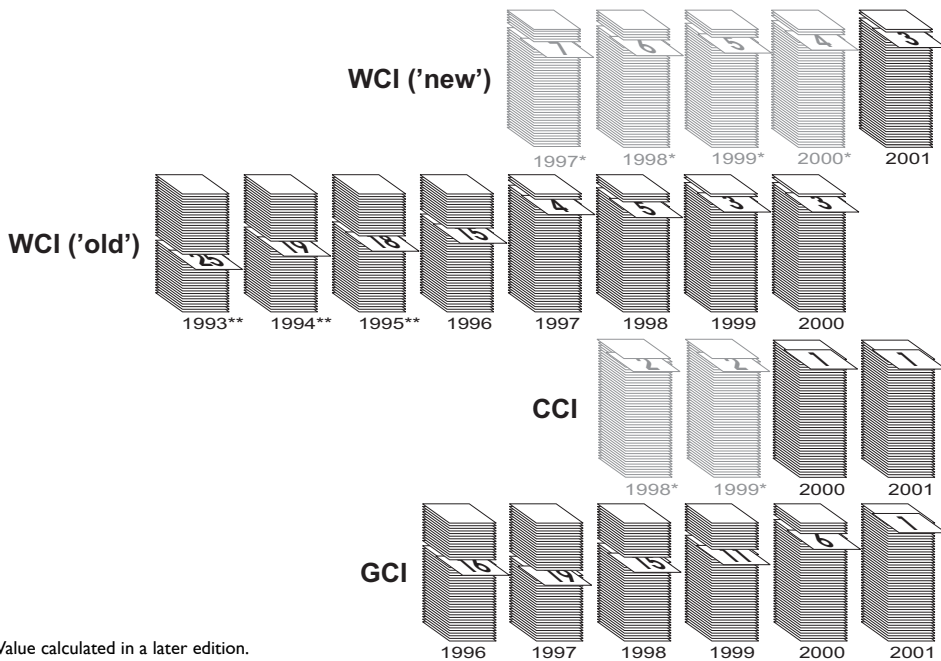 7 6 5 4 3
WCI ('new')
1997* 1998* 1999* 2000* 2001
25 19 18 15 4 5 3 3
WCI ('old')
1993** 1994** 1995** 1996 1997 1998 1999 2000
2 2 1 1
CCI
1998* 1999* 2000 2001
16 19 15 11 6 1
GCI
Value calculated in a later edition.
1996 1997 1998 1999 2000 2001